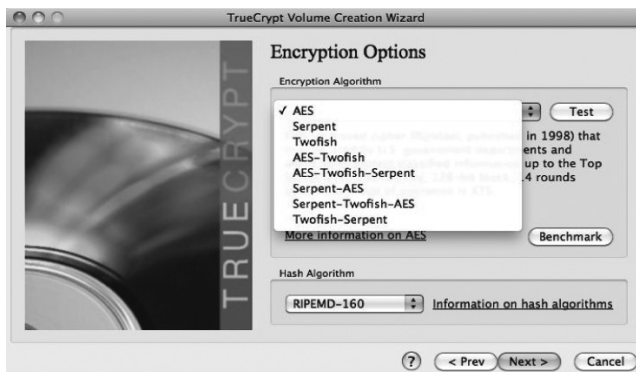 TrueCrypt Volume Creation Wizard
TRUECRYPT
Encryption Options
Encryption Algorithm
✓ AES
Serpent
Twofish
AES-Twofish
AES-Twofish-Serpent
Serpent-AES
Serpent-Twofish-AES
Twofish-Serpent
Test
in 1998) that
ents and
up to the Top
4 rounds
More information on AES
Benchmark
Hash Algorithm
RIPEMD-160
Information on hash algorithms
? < Prev Next > Cancel